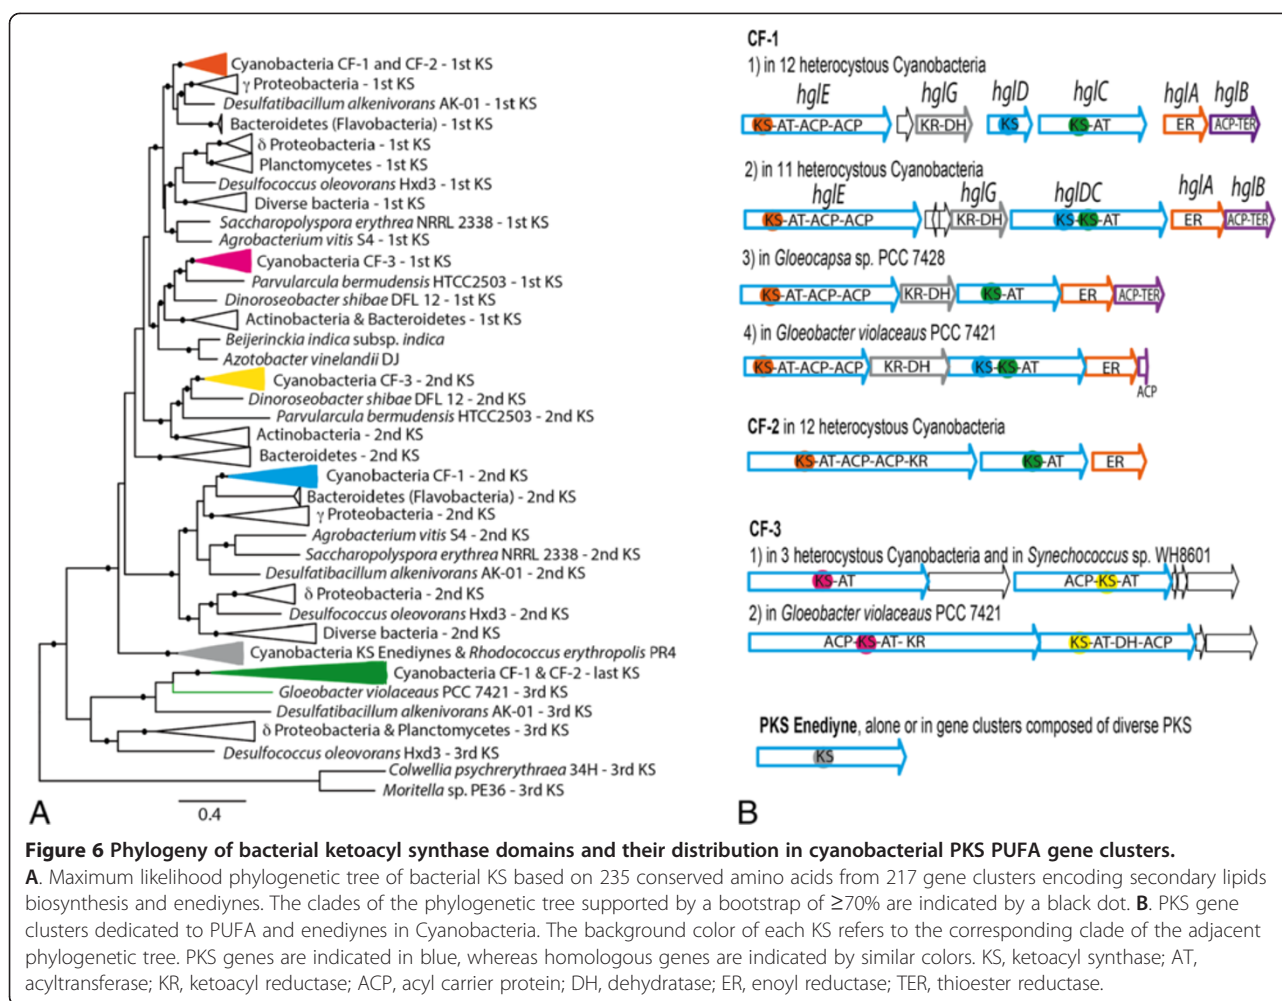 Cyanobacteria CF-1 and CF-2 - 1st KS
γ Proteobacteria - 1st KS
Desulfatibacillum alkenivorans AK-01 - 1st KS
Bacteroidetes (Flavobacteria) - 1st KS
δ Proteobacteria - 1st KS
Planctomycetes - 1st KS
Desulfococcus oleovorans Hxd3 - 1st KS
Diverse bacteria - 1st KS
Saccharopolyspora erythrea NRRL 2338 - 1st KS
Agrobacterium vitis S4 - 1st KS
Cyanobacteria CF-3 - 1st KS
Parvularcula bermudensis HTCC2503 - 1st KS
Dinoroseobacter shibae DFL 12 - 1st KS
Actinobacteria & Bacteroidetes - 1st KS
Beijerinckia indica subsp. indica
Azotobacter vinelandii DJ
Cyanobacteria CF-3 - 2nd KS
Dinoroseobacter shibae DFL 12 - 2nd KS
Parvularcula bermudensis HTCC2503 - 2nd KS
Actinobacteria - 2nd KS
Bacteroidetes - 2nd KS
Cyanobacteria CF-1 - 2nd KS
Bacteroidetes (Flavobacteria) - 2nd KS
γ Proteobacteria - 2nd KS
Agrobacterium vitis S4 - 2nd KS
Saccharopolyspora erythrea NRRL 2338 - 2nd KS
Desulfatibacillum alkenivorans AK-01 - 2nd KS
δ Proteobacteria - 2nd KS
Desulfococcus oleovorans Hxd3 - 2nd KS
Diverse bacteria - 2nd KS
Cyanobacteria KS Enediynes & Rhodococcus erythropolis PR4
Cyanobacteria CF-1 & CF-2 - last KS
Gloeobacter violaceus PCC 7421 - 3rd KS
Desulfatibacillum alkenivorans AK-01 - 3rd KS
δ Proteobacteria & Planctomycetes - 3rd KS
Desulfococcus oleovorans Hxd3 - 3rd KS
Colwellia psychrerythraea 34H - 3rd KS
Moritella sp. PE36 - 3rd KS
0.4
A
CF-1
1) in 12 heterocystous Cyanobacteria
hglE hglG hglD hglC hglA hglB
KS-AT-ACP-ACP KR-DH KS KS-AT ER ACP-TER
2) in 11 heterocystous Cyanobacteria
hglE hglG hglDC hglA hglB
KS-AT-ACP-ACP KR-DH KS-KS-AT ER ACP-TER
3) in Gloeocapsa sp. PCC 7428
KS-AT-ACP-ACP KR-DH KS-AT ER ACP-TER
4) in Gloeobacter violaceaus PCC 7421
KS-AT-ACP-ACP KR-DH KS-KS-AT ER
ACP
CF-2 in 12 heterocystous Cyanobacteria
KS-AT-ACP-ACP-KR KS-AT ER
CF-3
1) in 3 heterocystous Cyanobacteria and in Synechococcus sp. WH8601
KS-AT ACP-KS-AT
2) in Gloeobacter violaceaus PCC 7421
ACP-KS-AT- KR KS-AT-DH-ACP
PKS Enediyne, alone or in gene clusters composed of diverse PKS
KS
B
Figure 6 Phylogeny of bacterial ketoacyl synthase domains and their distribution in cyanobacterial PKS PUFA gene clusters.
A. Maximum likelihood phylogenetic tree of bacterial KS based on 235 conserved amino acids from 217 gene clusters encoding secondary lipids
biosynthesis and enediynes. The clades of the phylogenetic tree supported by a bootstrap of ≥70% are indicated by a black dot. B. PKS gene
clusters dedicated to PUFA and enediynes in Cyanobacteria. The background color of each KS refers to the corresponding clade of the adjacent
phylogenetic tree. PKS genes are indicated in blue, whereas homologous genes are indicated by similar colors. KS, ketoacyl synthase; AT,
acyltransferase; KR, ketoacyl reductase; ACP, acyl carrier protein; DH, dehydratase; ER, enoyl reductase; TER, thioester reductase.